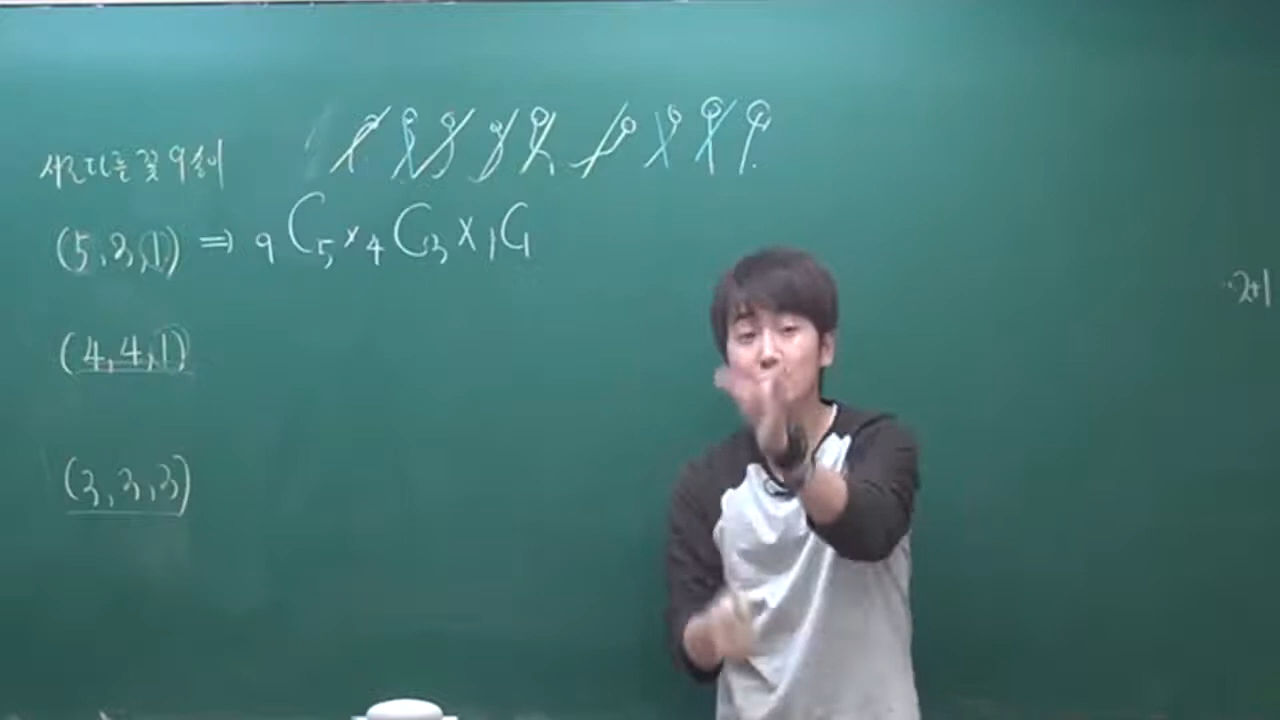 서로 다른 꽃 9송이
(5,3,1) ⇒ ₉C₅ × ₄C₃ × ₁C₁
(4,4,1)
(3,3,3)